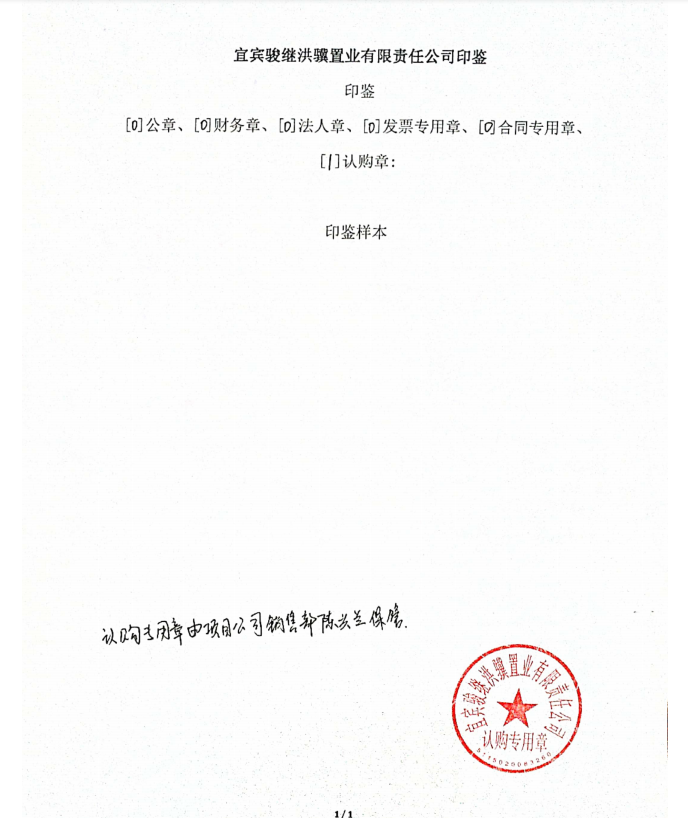 宜宾骏继洪骥置业有限责任公司印鉴
印鉴
[0]公章、[0]财务章、[0]法人章、[0]发票专用章、[0]合同专用章、
[1]认购章:
印鉴样本
认购专用章由项目公司销售部陈兴兰保管.
宜宾骏继洪骥置业有限责任公司
认购专用章
5115020083260
1/1